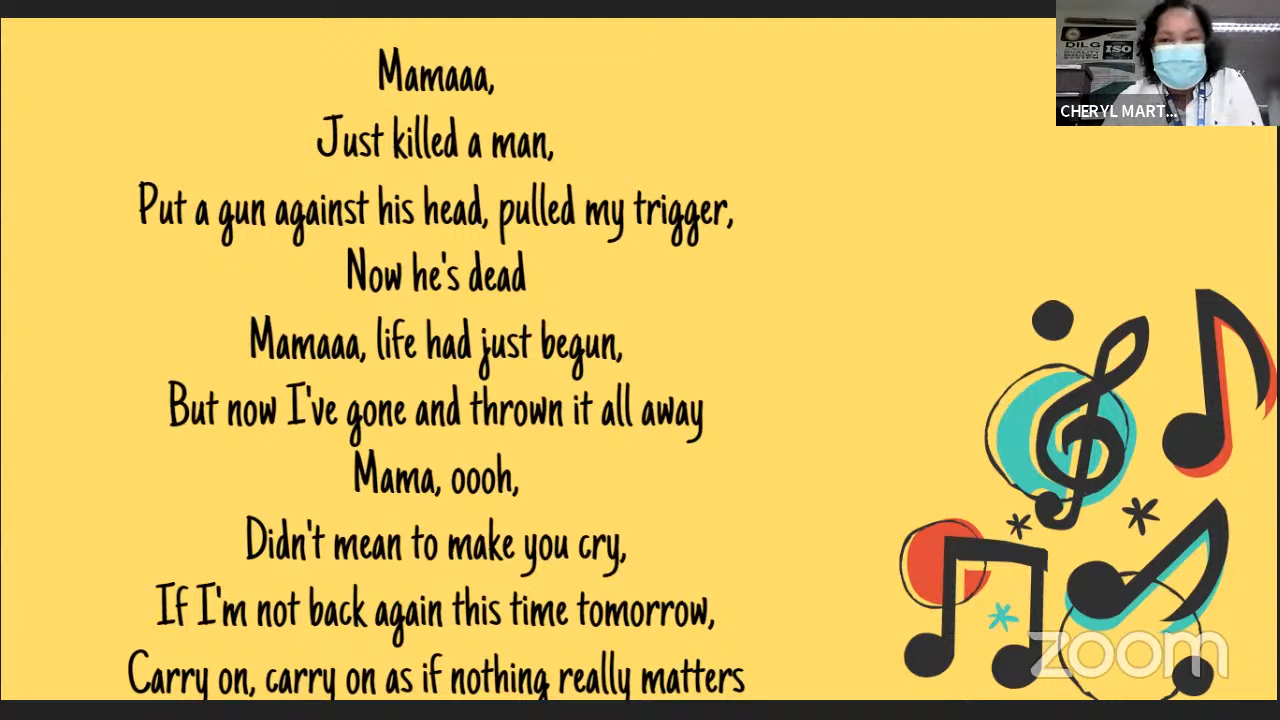 Mamaaa,
Just killed a man,
Put a gun against his head, pulled my trigger,
Now he's dead
Mamaaa, life had just begun,
But now I've gone and thrown it all away
Mama, oooh,
Didn't mean to make you cry,
If I'm not back again this time tomorrow,
Carry on, carry on as if nothing really matters
DILG
ISO
CHERYL MART...
zoom